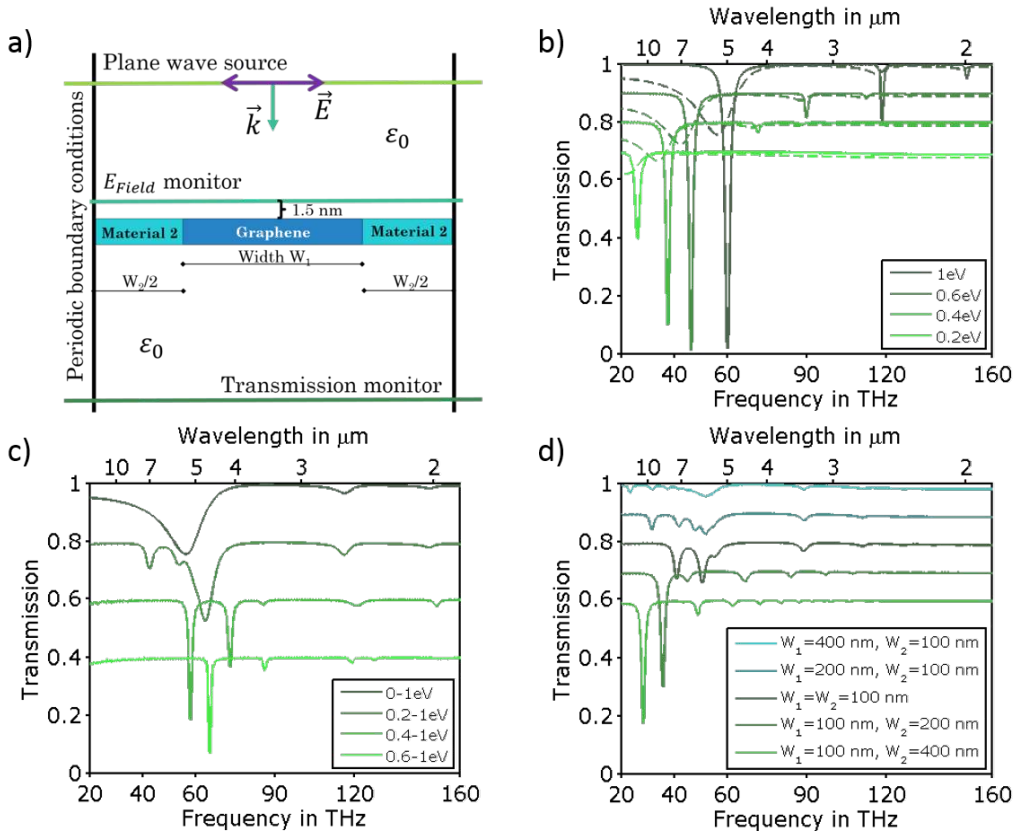 a)
Periodic boundary conditions
Plane wave source
k⃗
E⃗
ε₀
E_Field monitor
1.5 nm
Material 2 Graphene Material 2
Width W₁
W₂/2 W₂/2
ε₀
Transmission monitor
b)
Wavelength in μm
10 7 5 4 3 2
Transmission
1
0.8
0.6
0.4
0.2
0
1eV
0.6eV
0.4eV
0.2eV
20 40 60 90 120 160
Frequency in THz
c)
Wavelength in μm
10 7 5 4 3 2
Transmission
1
0.8
0.6
0.4
0.2
0
0-1eV
0.2-1eV
0.4-1eV
0.6-1eV
20 40 60 90 120 160
Frequency in THz
d)
Wavelength in μm
10 7 5 4 3 2
Transmission
1
0.8
0.6
0.4
0.2
0
W₁=400 nm, W₂=100 nm
W₁=200 nm, W₂=100 nm
W₁=W₂=100 nm
W₁=100 nm, W₂=200 nm
W₁=100 nm, W₂=400 nm
20 40 60 90 120 160
Frequency in THz